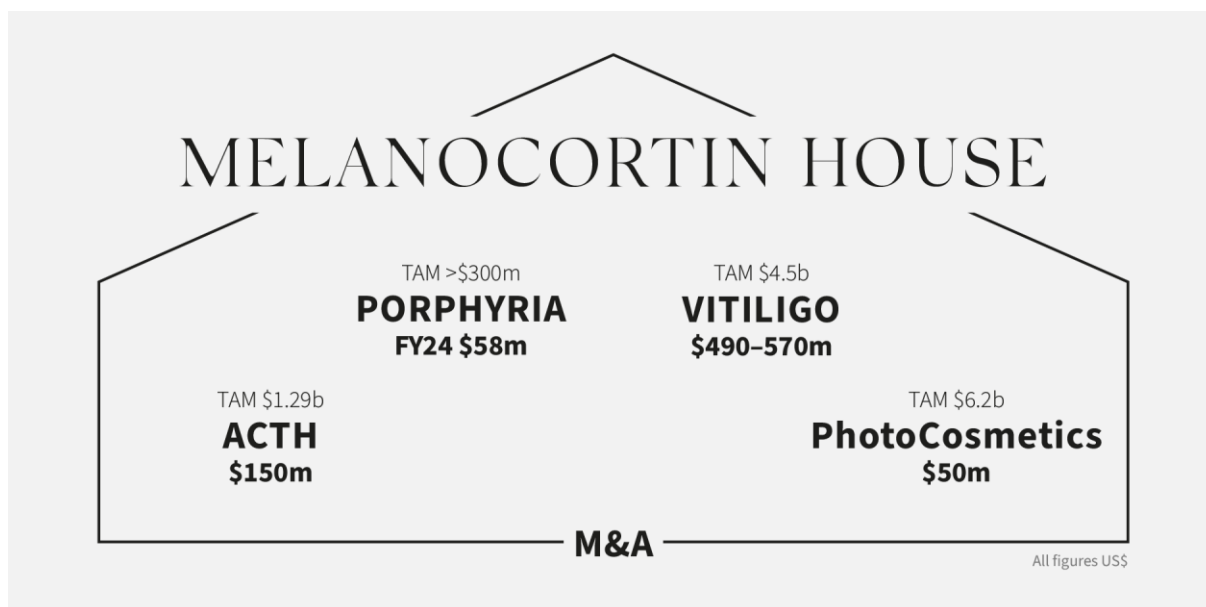 MELANOCORTIN HOUSE
TAM >$300m
PORPHYRIA
FY24 $58m
TAM $4.5b
VITILIGO
$490–570m
TAM $1.29b
ACTH
$150m
TAM $6.2b
PhotoCosmetics
$50m
M&A
All figures US$